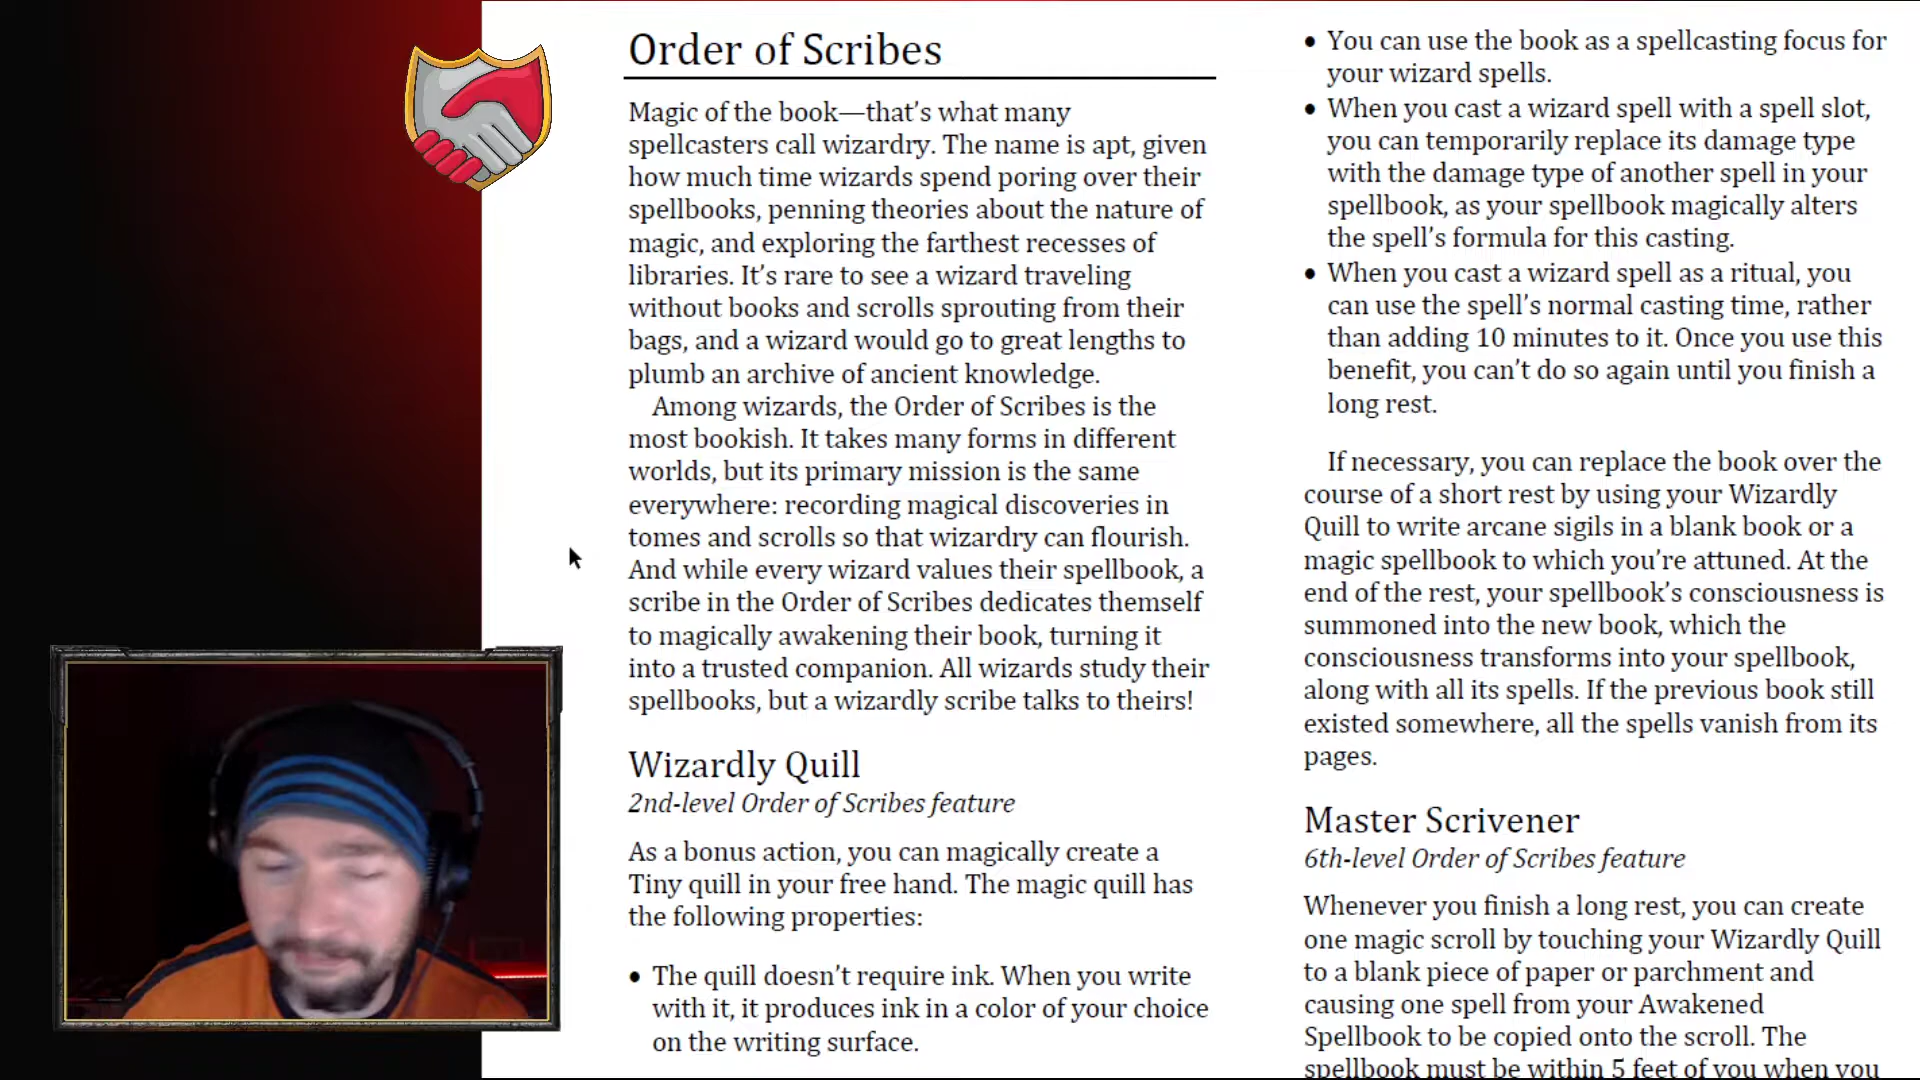 Order of Scribes
Magic of the book—that's what many
spellcasters call wizardry. The name is apt, given
how much time wizards spend poring over their
spellbooks, penning theories about the nature of
magic, and exploring the farthest recesses of
libraries. It's rare to see a wizard traveling
without books and scrolls sprouting from their
bags, and a wizard would go to great lengths to
plumb an archive of ancient knowledge.
Among wizards, the Order of Scribes is the
most bookish. It takes many forms in different
worlds, but its primary mission is the same
everywhere: recording magical discoveries in
tomes and scrolls so that wizardry can flourish.
And while every wizard values their spellbook, a
scribe in the Order of Scribes dedicates themself
to magically awakening their book, turning it
into a trusted companion. All wizards study their
spellbooks, but a wizardly scribe talks to theirs!
Wizardly Quill
2nd-level Order of Scribes feature
As a bonus action, you can magically create a
Tiny quill in your free hand. The magic quill has
the following properties:
• The quill doesn't require ink. When you write
with it, it produces ink in a color of your choice
on the writing surface.
• You can use the book as a spellcasting focus for
your wizard spells.
• When you cast a wizard spell with a spell slot,
you can temporarily replace its damage type
with the damage type of another spell in your
spellbook, as your spellbook magically alters
the spell's formula for this casting.
• When you cast a wizard spell as a ritual, you
can use the spell's normal casting time, rather
than adding 10 minutes to it. Once you use this
benefit, you can't do so again until you finish a
long rest.
If necessary, you can replace the book over the
course of a short rest by using your Wizardly
Quill to write arcane sigils in a blank book or a
magic spellbook to which you're attuned. At the
end of the rest, your spellbook's consciousness is
summoned into the new book, which the
consciousness transforms into your spellbook,
along with all its spells. If the previous book still
existed somewhere, all the spells vanish from its
pages.
Master Scrivener
6th-level Order of Scribes feature
Whenever you finish a long rest, you can create
one magic scroll by touching your Wizardly Quill
to a blank piece of paper or parchment and
causing one spell from your Awakened
Spellbook to be copied onto the scroll. The
spellbook must be within 5 feet of you when you